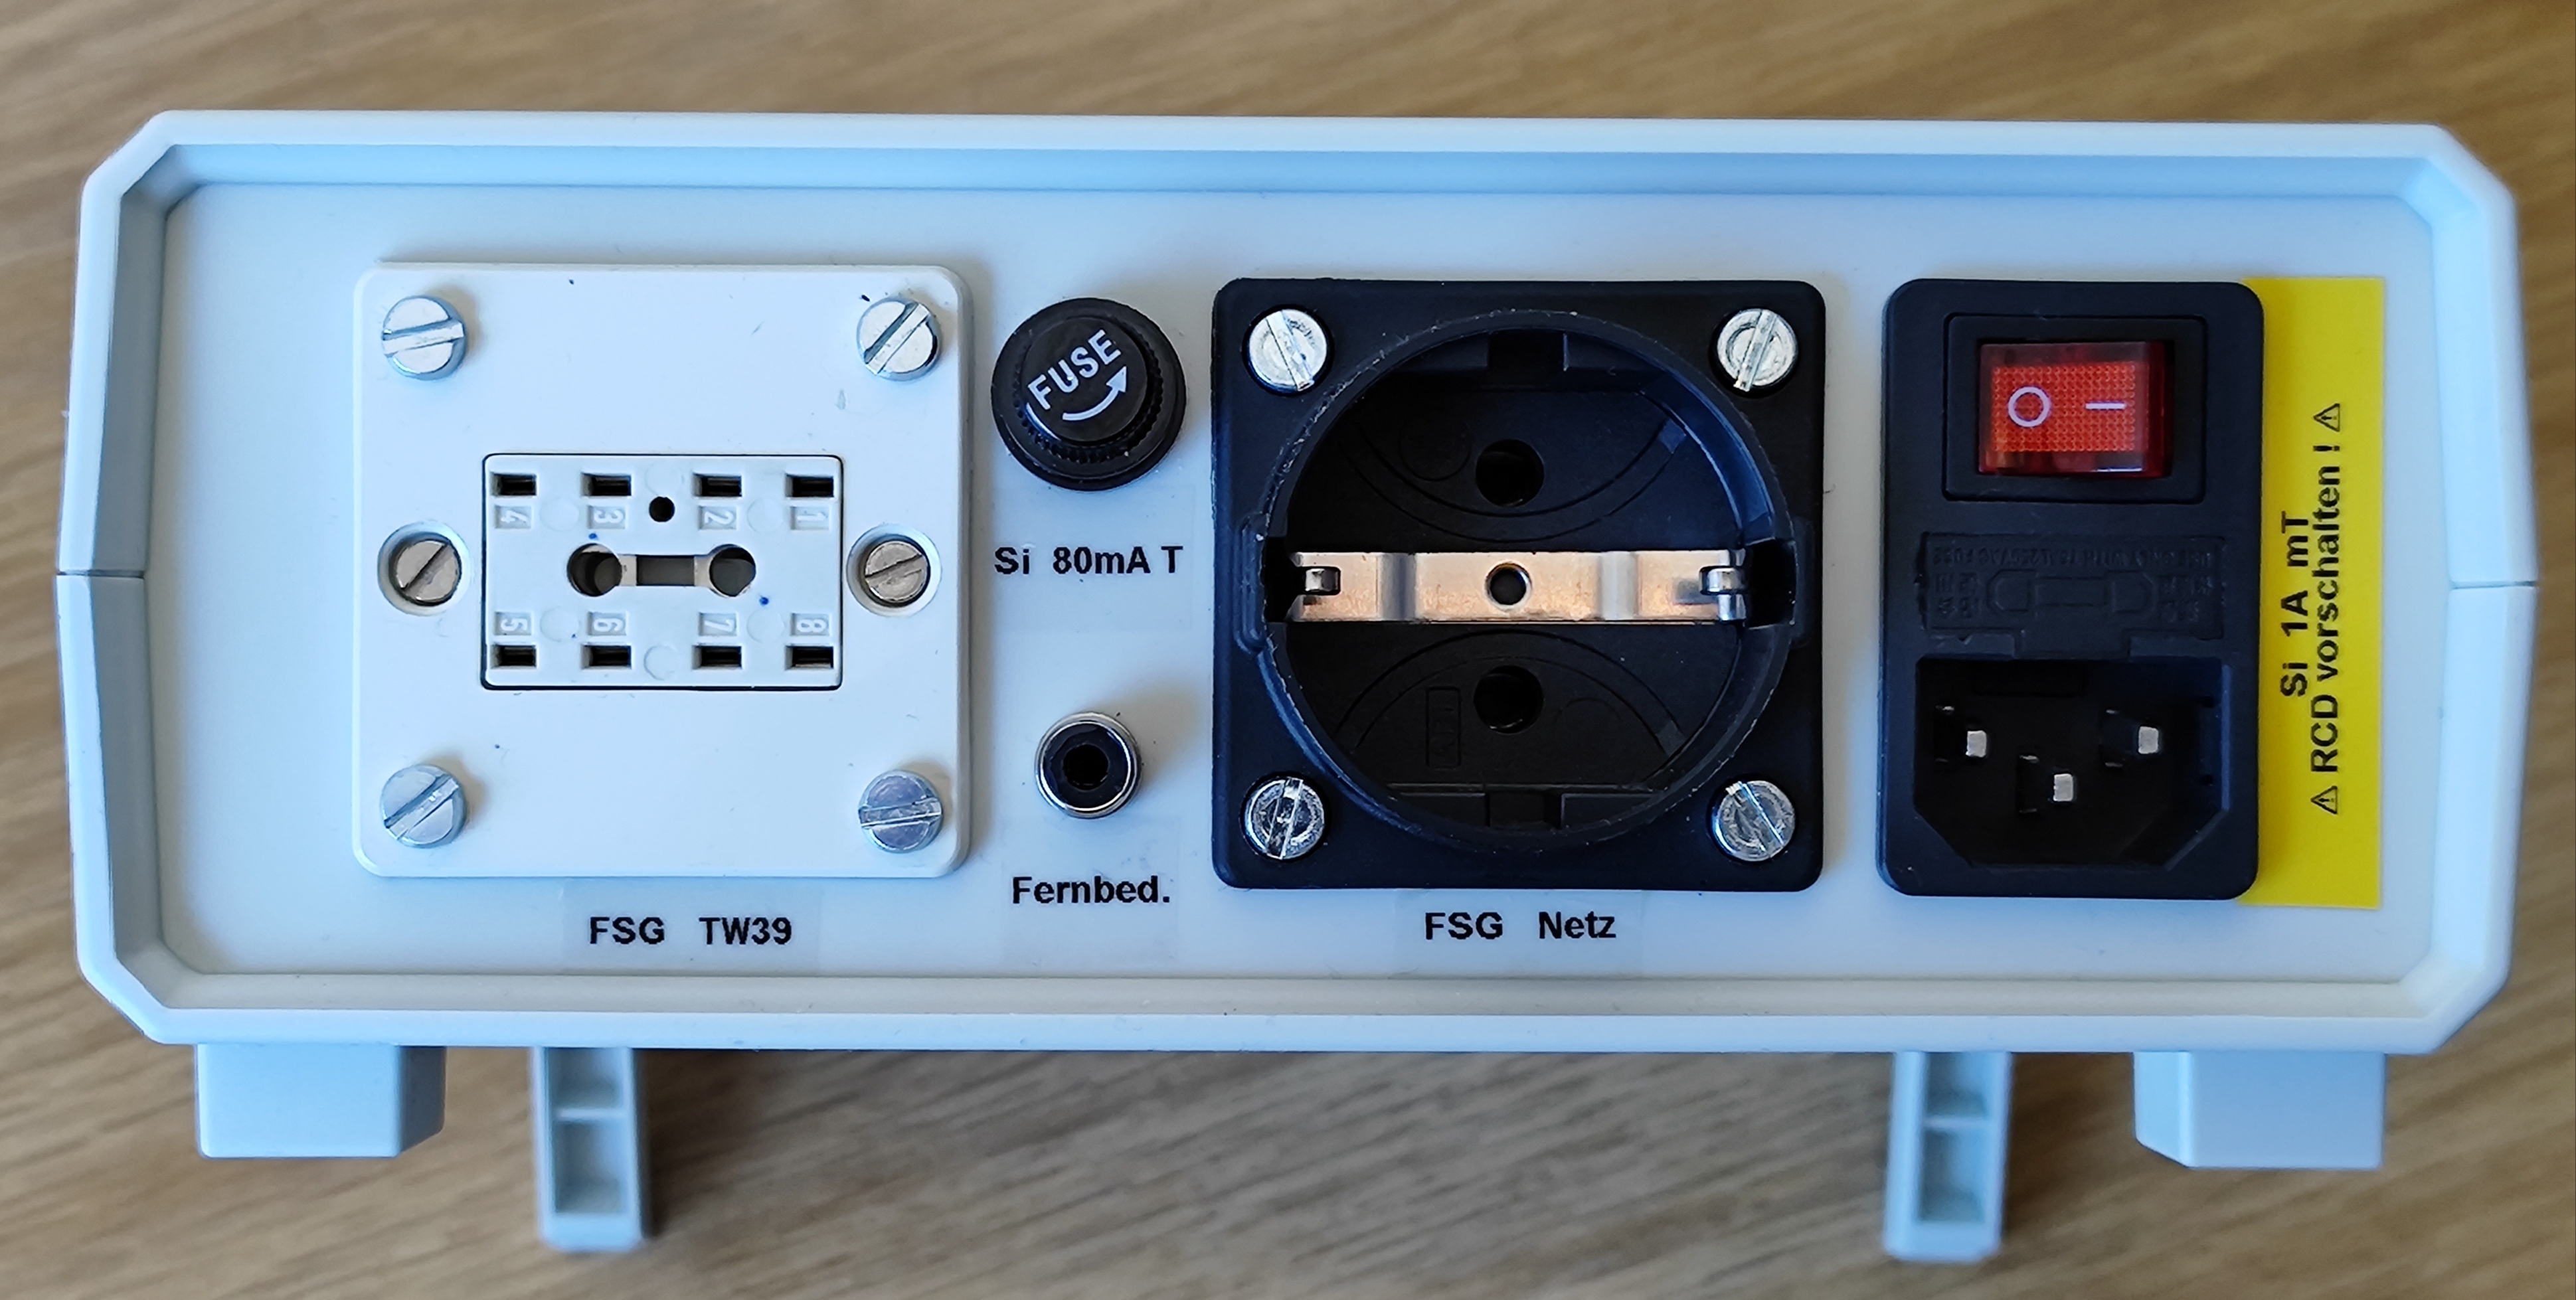 4 3 2 1
5 6 7 8
FSG TW39
FUSE
Si 80mA T
Fernbed.
FSG Netz
O I
Si 1A mT
⚠ RCD vorschalten ! ⚠